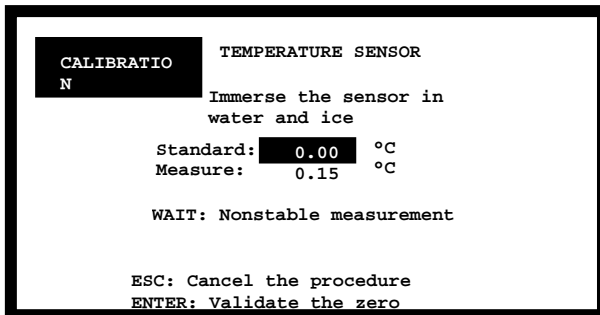 CALIBRATIO
N
TEMPERATURE SENSOR
Immerse the sensor in
water and ice
Standard: 0.00 °C
Measure: 0.15 °C
WAIT: Nonstable measurement
ESC: Cancel the procedure
ENTER: Validate the zero